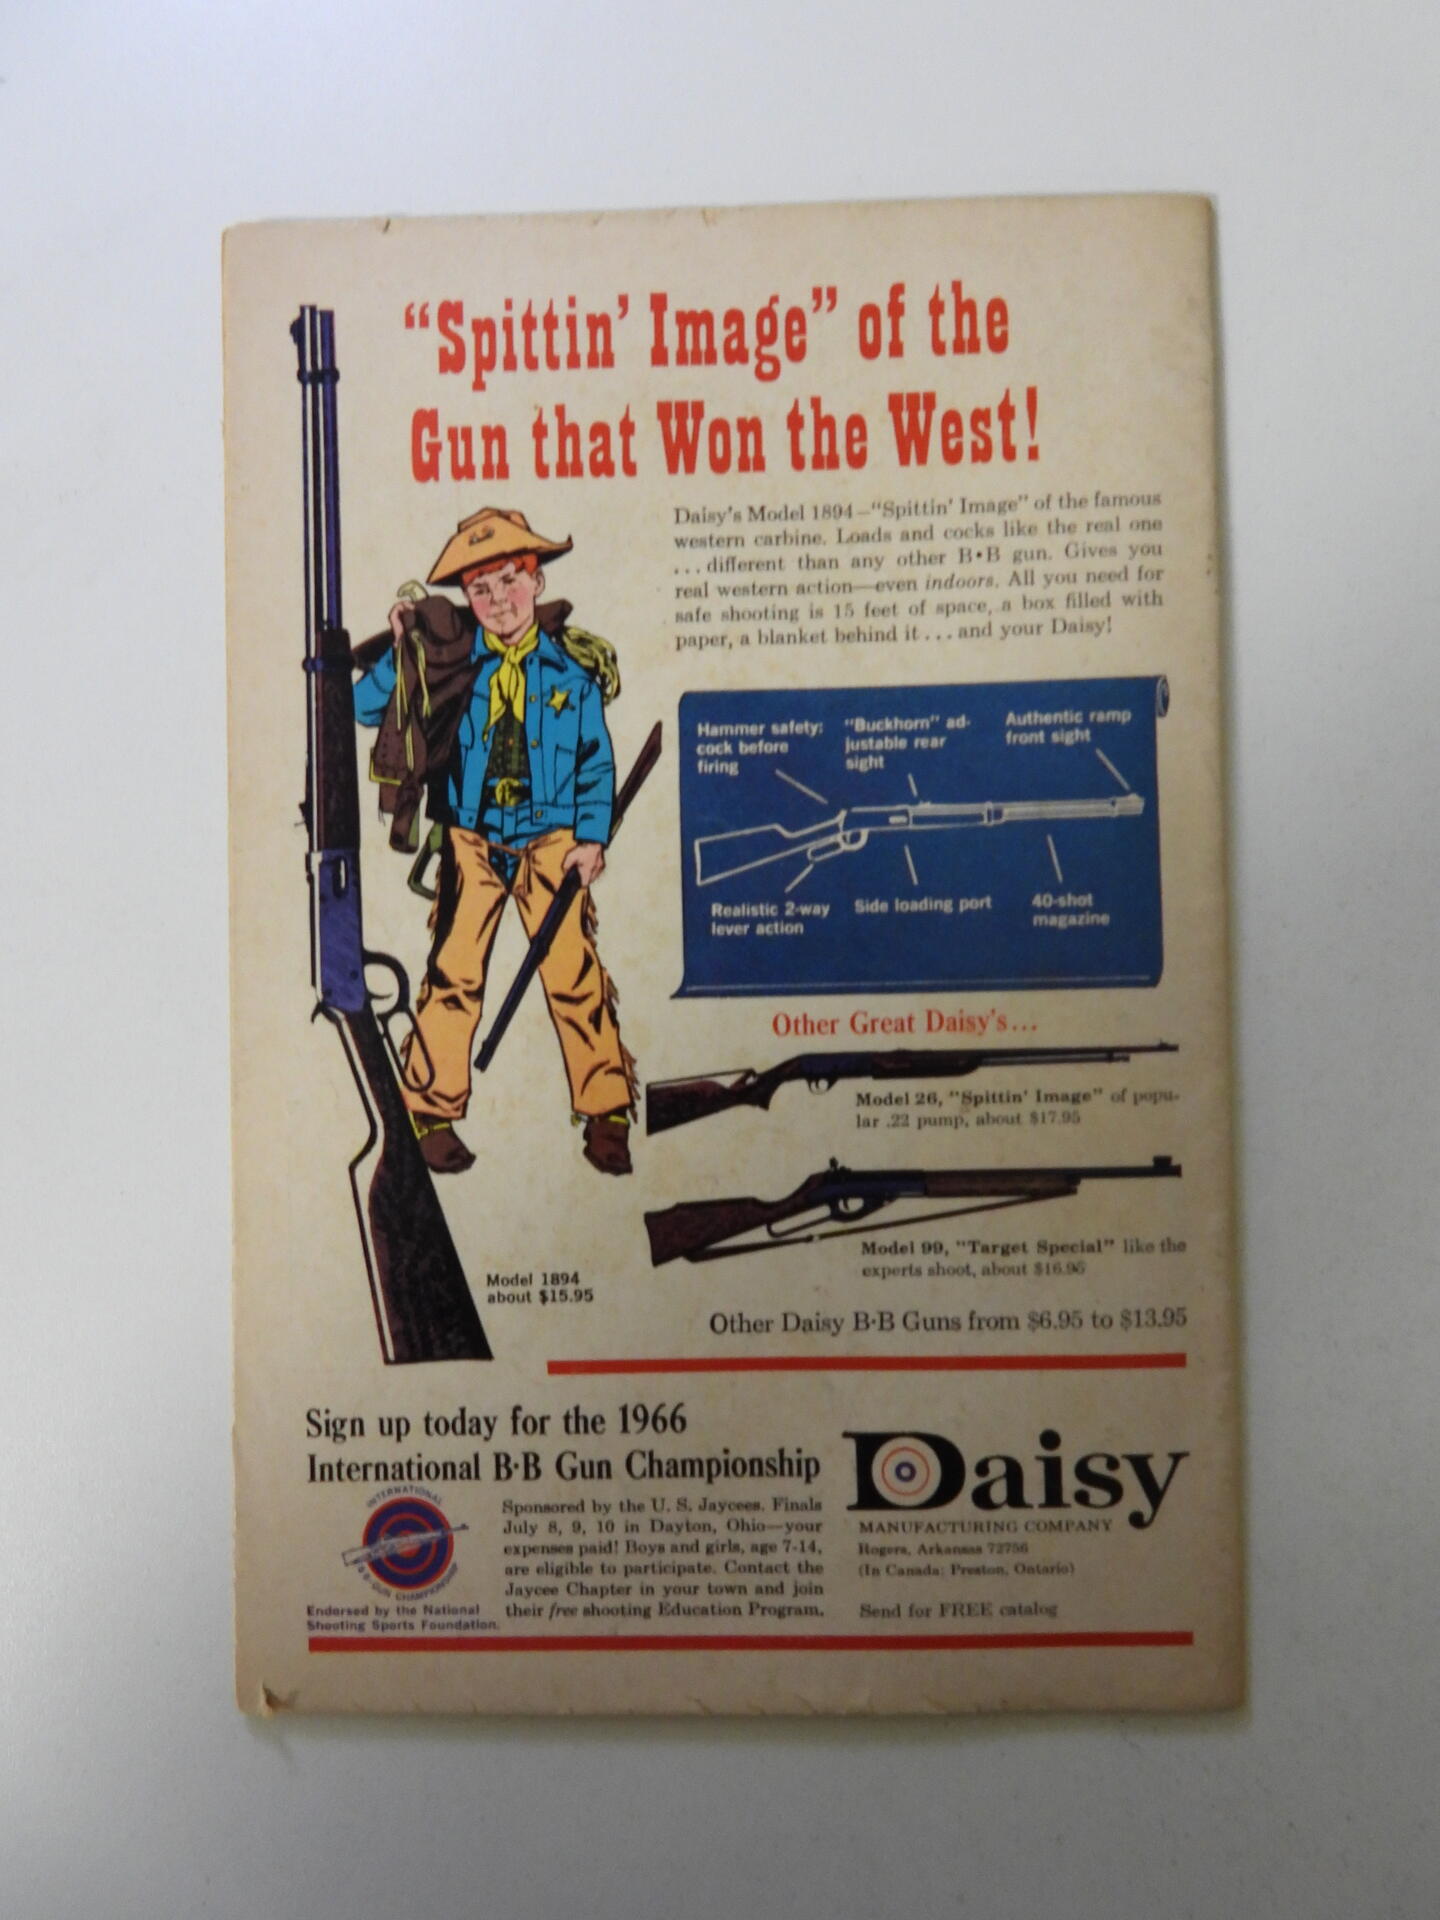 "Spittin' Image" of the
Gun that Won the West!
Daisy's Model 1894—"Spittin' Image" of the famous
western carbine. Loads and cocks like the real one
...different than any other B•B gun. Gives you
real western action—even indoors. All you need for
safe shooting is 15 feet of space, a box filled with
paper, a blanket behind it...and your Daisy!
Hammer safety:
cock before
firing
"Buckhorn" ad-
justable rear
sight
Authentic ramp
front sight
Realistic 2-way
lever action
Side loading port
40-shot
magazine
Other Great Daisy's...
Model 26, "Spittin' Image" of popu-
lar .22 pump, about $17.95
Model 99, "Target Special" like the
experts shoot, about $16.95
Model 1894
about $15.95
Other Daisy B·B Guns from $6.95 to $13.95
Sign up today for the 1966
International B·B Gun Championship
INTERNATIONAL
B·B·GUN CHAMPIONSHIP
Endorsed by the National
Shooting Sports Foundation.
Sponsored by the U. S. Jaycees. Finals
July 8, 9, 10 in Dayton, Ohio—your
expenses paid! Boys and girls, age 7-14,
are eligible to participate. Contact the
Jaycee Chapter in your town and join
their free shooting Education Program.
Daisy
MANUFACTURING COMPANY
Rogers, Arkansas 72756
(In Canada: Preston, Ontario)
Send for FREE catalog